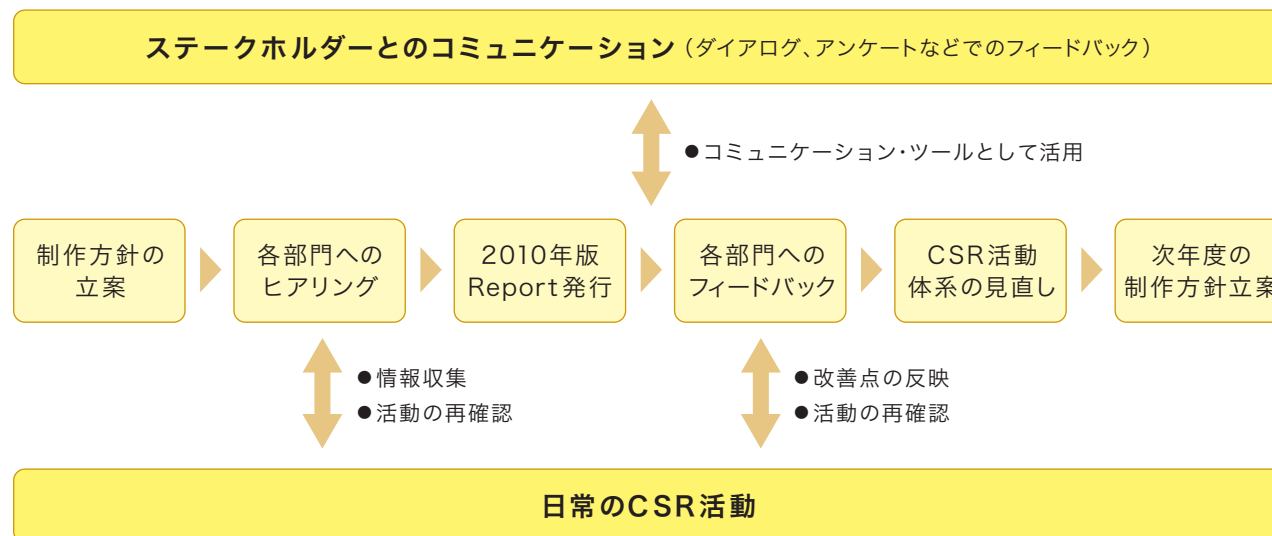 ステークホルダーとのコミュニケーション（ダイアログ、アンケートなどでのフィードバック）
●コミュニケーション・ツールとして活用
制作方針の
立案
各部門への
ヒアリング
2010年版
Report発行
各部門への
フィードバック
CSR活動
体系の見直し
次年度の
制作方針立案
●情報収集
●活動の再確認
●改善点の反映
●活動の再確認
日常のCSR活動